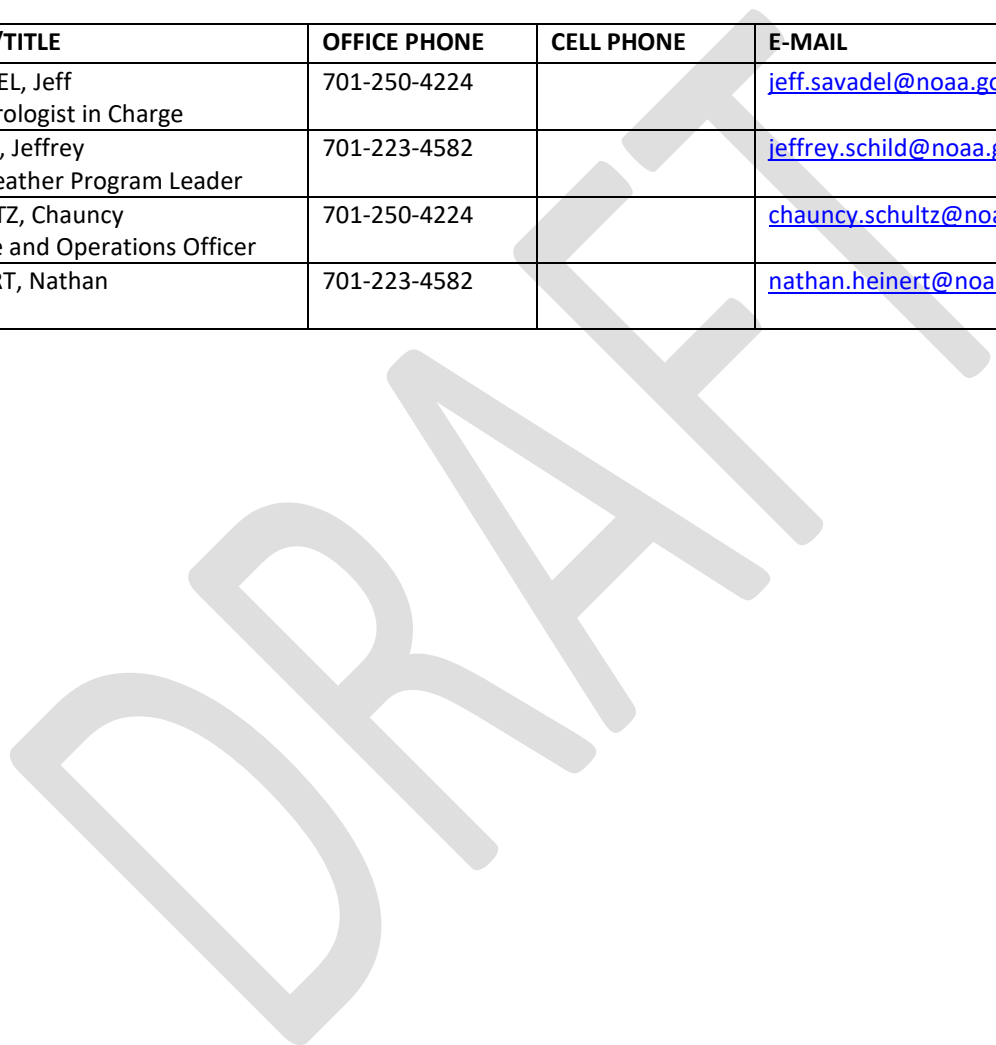 /TITLE OFFICE PHONE CELL PHONE E-MAIL
EL, Jeff 701-250-4224 jeff.savadel@noaa.go
rologist in Charge
, Jeffrey 701-223-4582 jeffrey.schild@noaa.g
eather Program Leader
TZ, Chauncy 701-250-4224 chauncy.schultz@noa
e and Operations Officer
RT, Nathan 701-223-4582 nathan.heinert@noa
DRAFT